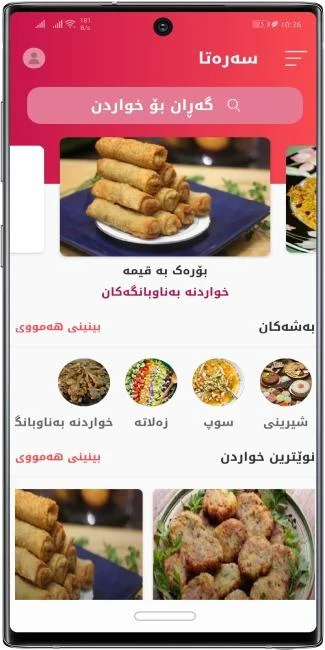 181
B/s
10:26
سەرەتا
گەڕان بۆ خواردن
بۆرەک بە قیمە
خواردنە بەناوبانگەکان
بەشەکان
بینینی هەمووی
شیرینی
سوپ
زەلاتە
خواردنە بەناوبانگ
نوێترین خواردن
بینینی هەمووی